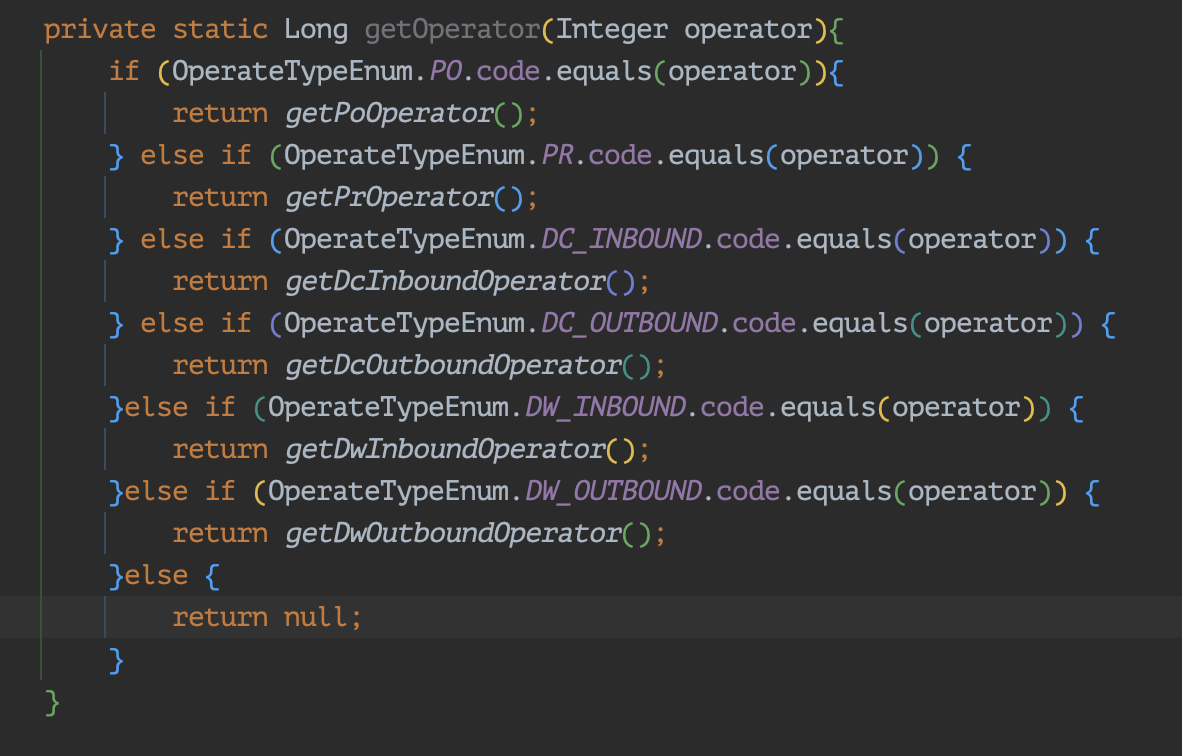 private static Long getOperator(Integer operator){
    if (OperateTypeEnum.PO.code.equals(operator)){
        return getPoOperator();
    } else if (OperateTypeEnum.PR.code.equals(operator)) {
        return getPrOperator();
    } else if (OperateTypeEnum.DC_INBOUND.code.equals(operator)) {
        return getDcInboundOperator();
    } else if (OperateTypeEnum.DC_OUTBOUND.code.equals(operator)) {
        return getDcOutboundOperator();
    }else if (OperateTypeEnum.DW_INBOUND.code.equals(operator)) {
        return getDwInboundOperator();
    }else if (OperateTypeEnum.DW_OUTBOUND.code.equals(operator)) {
        return getDwOutboundOperator();
    }else {
        return null;
    }
}